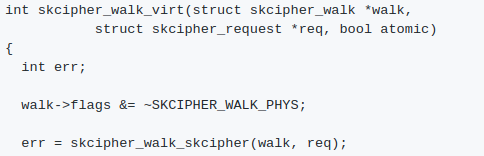 int skcipher_walk_virt(struct skcipher_walk *walk,
           struct skcipher_request *req, bool atomic)
{
  int err;

  walk->flags &= ~SKCIPHER_WALK_PHYS;

  err = skcipher_walk_skcipher(walk, req);